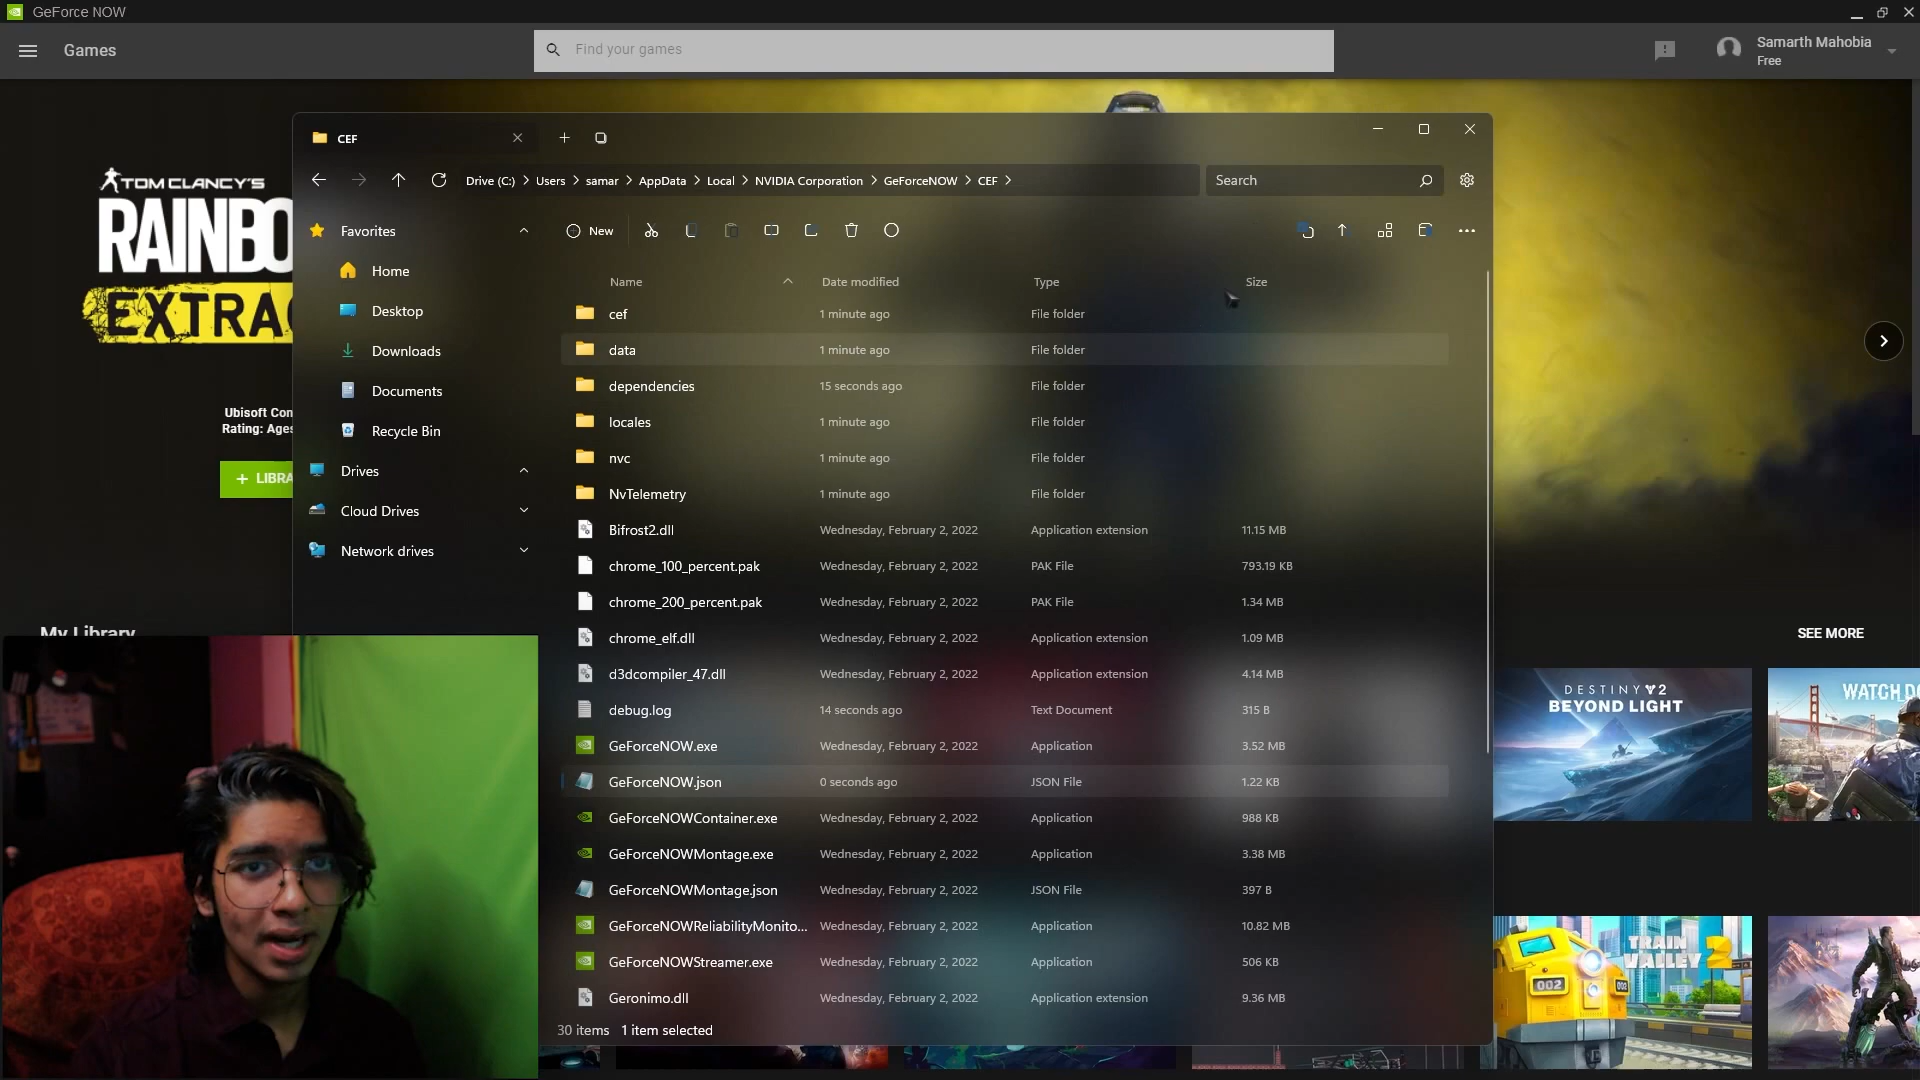 GeForce NOW
Games
Find your games
Samarth Mahobia
Free
TOM CLANCY'S
RAINBO
EXTRA
Ubisoft Con
Rating: Ages
+ LIBRA
My Library
SEE MORE
CEF
Drive (C:) > Users > samar > AppData > Local > NVIDIA Corporation > GeForceNOW > CEF >
Search
New
Favorites
Home
Desktop
Downloads
Documents
Recycle Bin
Drives
Cloud Drives
Network drives
Name Date modified Type Size
cef 1 minute ago File folder
data 1 minute ago File folder
dependencies 15 seconds ago File folder
locales 1 minute ago File folder
nvc 1 minute ago File folder
NvTelemetry 1 minute ago File folder
Bifrost2.dll Wednesday, February 2, 2022 Application extension 11.15 MB
chrome_100_percent.pak Wednesday, February 2, 2022 PAK File 793.19 KB
chrome_200_percent.pak Wednesday, February 2, 2022 PAK File 1.34 MB
chrome_elf.dll Wednesday, February 2, 2022 Application extension 1.09 MB
d3dcompiler_47.dll Wednesday, February 2, 2022 Application extension 4.14 MB
debug.log 14 seconds ago Text Document 315 B
GeForceNOW.exe Wednesday, February 2, 2022 Application 3.52 MB
GeForceNOW.json 0 seconds ago JSON File 1.22 KB
GeForceNOWContainer.exe Wednesday, February 2, 2022 Application 988 KB
GeForceNOWMontage.exe Wednesday, February 2, 2022 Application 3.38 MB
GeForceNOWMontage.json Wednesday, February 2, 2022 JSON File 397 B
GeForceNOWReliabilityMonito... Wednesday, February 2, 2022 Application 10.82 MB
GeForceNOWStreamer.exe Wednesday, February 2, 2022 Application 506 KB
Geronimo.dll Wednesday, February 2, 2022 Application extension 9.36 MB
30 items 1 item selected
DESTINY 2
BEYOND LIGHT
WATCH DO
TRAIN
VALLEY 2
002